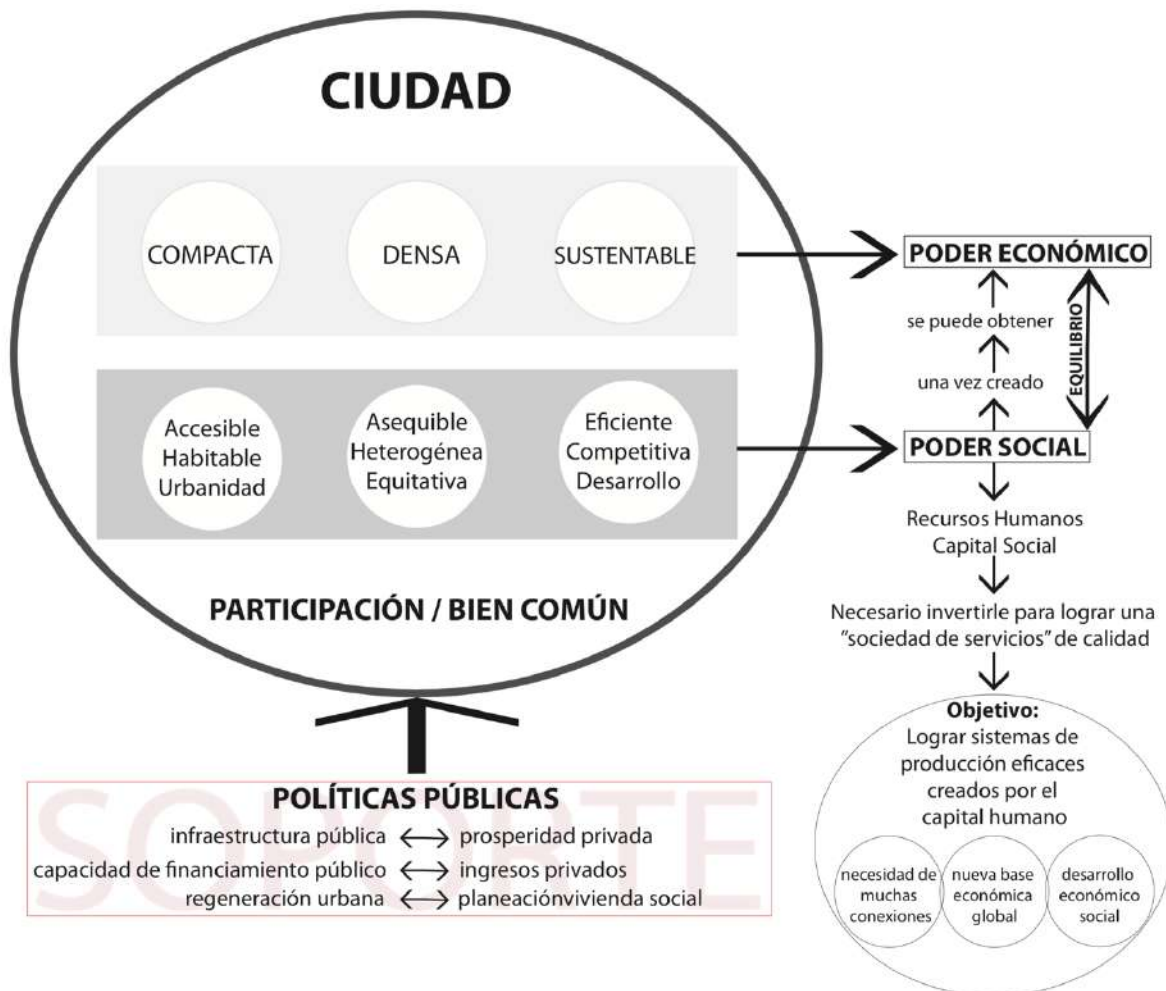 CIUDAD
COMPACTA
DENSA
SUSTENTABLE
Accesible
Habitable
Urbanidad
Asequible
Heterogénea
Equitativa
Eficiente
Competitiva
Desarrollo
PARTICIPACIÓN / BIEN COMÚN
SOPORTE
POLÍTICAS PÚBLICAS
infraestructura pública prosperidad privada
capacidad de financiamiento público ingresos privados
regeneración urbana planeaciónvivienda social
PODER ECONÓMICO
se puede obtener
una vez creado
EQUILIBRIO
PODER SOCIAL
Recursos Humanos
Capital Social
Necesario invertirle para lograr una
"sociedad de servicios" de calidad
Objetivo:
Lograr sistemas de
producción eficaces
creados por el
capital humano
necesidad de
muchas
conexiones
nueva base
económica
global
desarrollo
económico
social